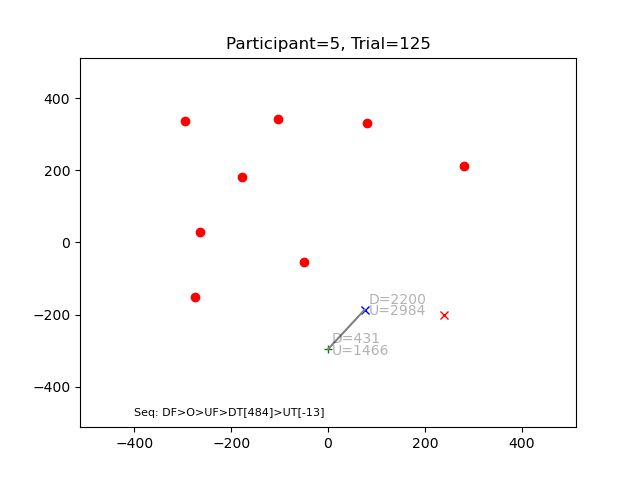 Participant=5, Trial=125
400
200
0
−200
−400
D=2200
U=2984
D=431
U=1466
Seq: DF>O>UF>DT[484]>UT[-13]
−400 −200 0 200 400